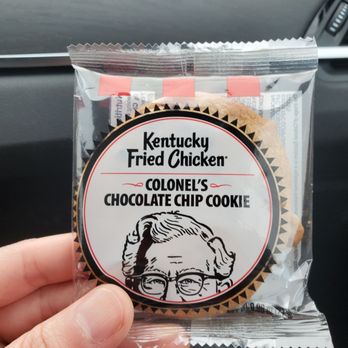 Kentucky
Fried Chicken®
COLONEL'S
CHOCOLATE CHIP COOKIE